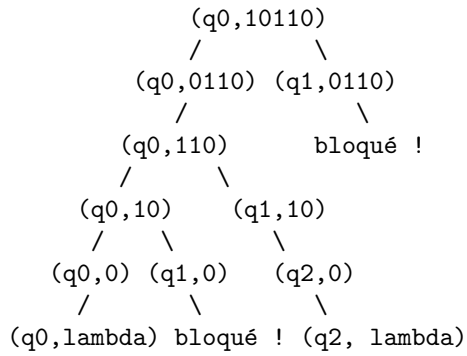 (q0,10110)
/ \
(q0,0110) (q1,0110)
/ \
(q0,110) bloqué !
/ \
(q0,10) (q1,10)
/ \ \
(q0,0) (q1,0) (q2,0)
/ \ \
(q0,lambda) bloqué ! (q2, lambda)